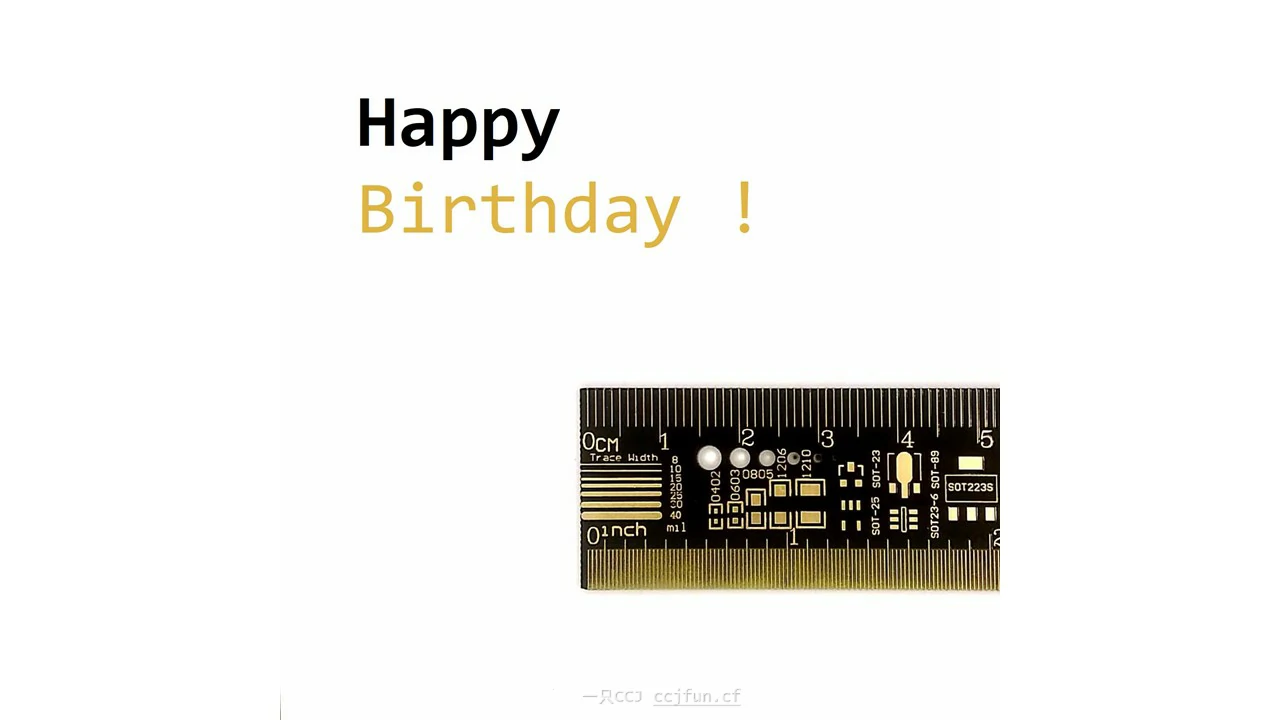 Happy
Birthday !
0CM 1 2 3 4 5
Trace Width
8
10
15
20
25
30
40
mil
0402
0603
0805
1206
1210
SOT-23
SOT-25
SOT-89
SOT23-6
SOT223S
0inch 1 2
一只CCJ ccjfun.cf